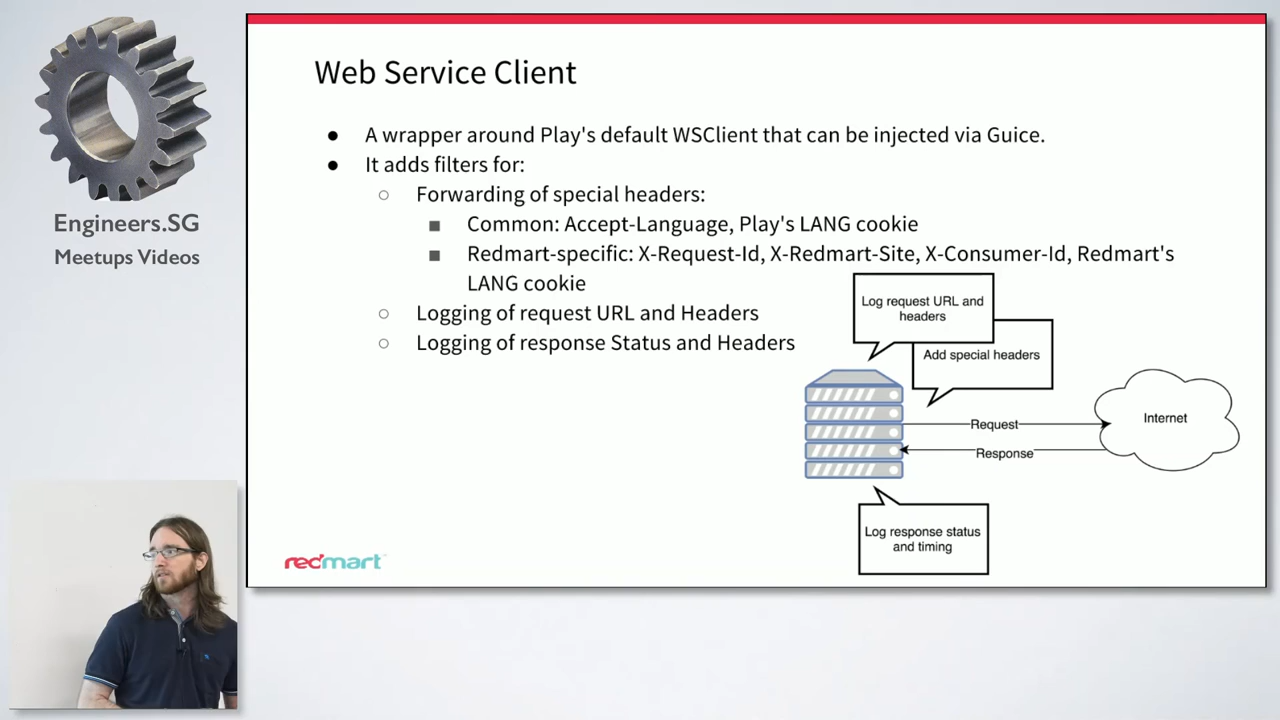 Engineers.SG
Meetups Videos
Web Service Client
● A wrapper around Play's default WSClient that can be injected via Guice.
● It adds filters for:
○ Forwarding of special headers:
■ Common: Accept-Language, Play's LANG cookie
■ Redmart-specific: X-Request-Id, X-Redmart-Site, X-Consumer-Id, Redmart's
LANG cookie
○ Logging of request URL and Headers
○ Logging of response Status and Headers
Log request URL and
headers
Add special headers
Request
Response
Internet
Log response status
and timing
redmart